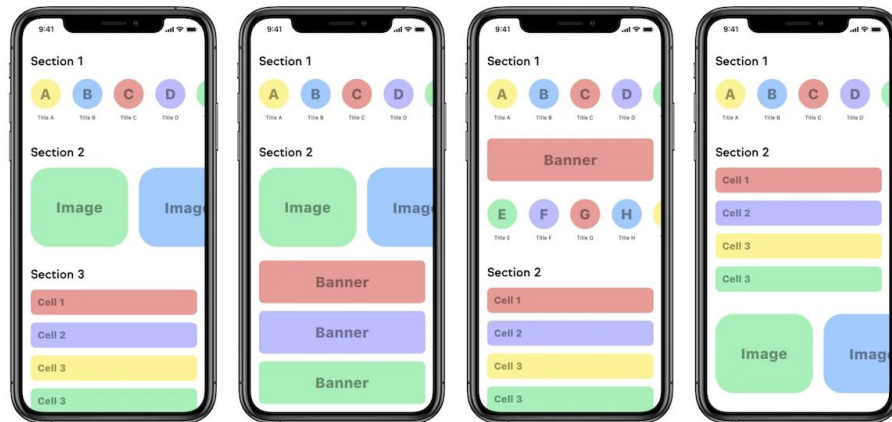 9:41
Section 1
A B C D
Title A Title B Title C Title D
Section 2
Image Imag
Section 3
Cell 1
Cell 2
Cell 3
Cell 3
9:41
Section 1
A B C D
Title A Title B Title C Title D
Section 2
Image Imag
Banner
Banner
Banner
9:41
Section 1
A B C D
Title A Title B Title C Title D
Banner
E F G H
Title E Title F Title G Title H
Section 2
Cell 1
Cell 2
Cell 3
Cell 3
9:41
Section 1
A B C D
Title A Title B Title C Title D
Section 2
Cell 1
Cell 2
Cell 3
Cell 3
Image Imag